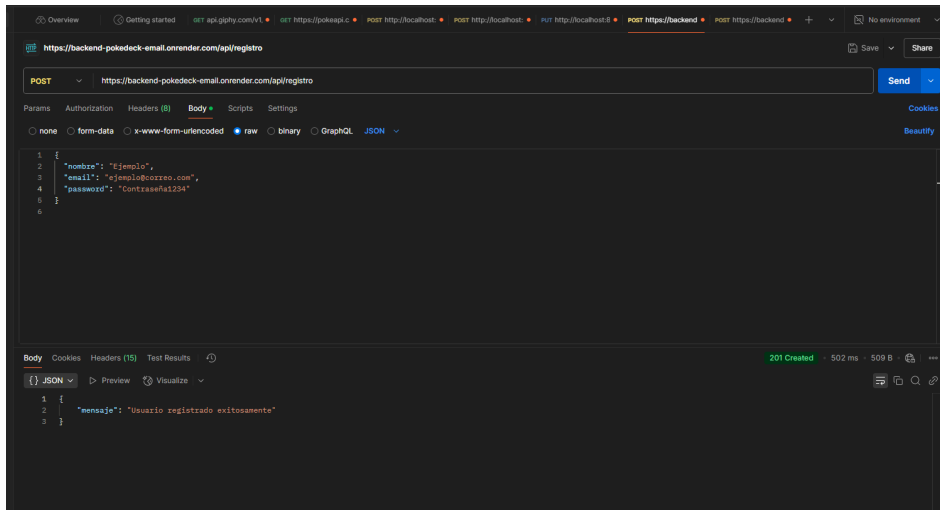 Overview Getting started GET api.giphy.com/v1, GET https://pokeapi.c POST http://localhost: POST http://localhost: PUT http://localhost:8 POST https://backend POST https://backend + No environment
HTTP https://backend-pokedeck-email.onrender.com/api/registro Save Share
POST https://backend-pokedeck-email.onrender.com/api/registro Send
Params Authorization Headers (8) Body Scripts Settings Cookies
none form-data x-www-form-urlencoded raw binary GraphQL JSON Beautify
1 {
2 "nombre": "Ejemplo",
3 "email": "ejemplo@correo.com",
4 "password": "Contraseña1234"
5 }
6
Body Cookies Headers (15) Test Results 201 Created 502 ms 509 B
{} JSON Preview Visualize
1 {
2 "mensaje": "Usuario registrado exitosamente"
3 }